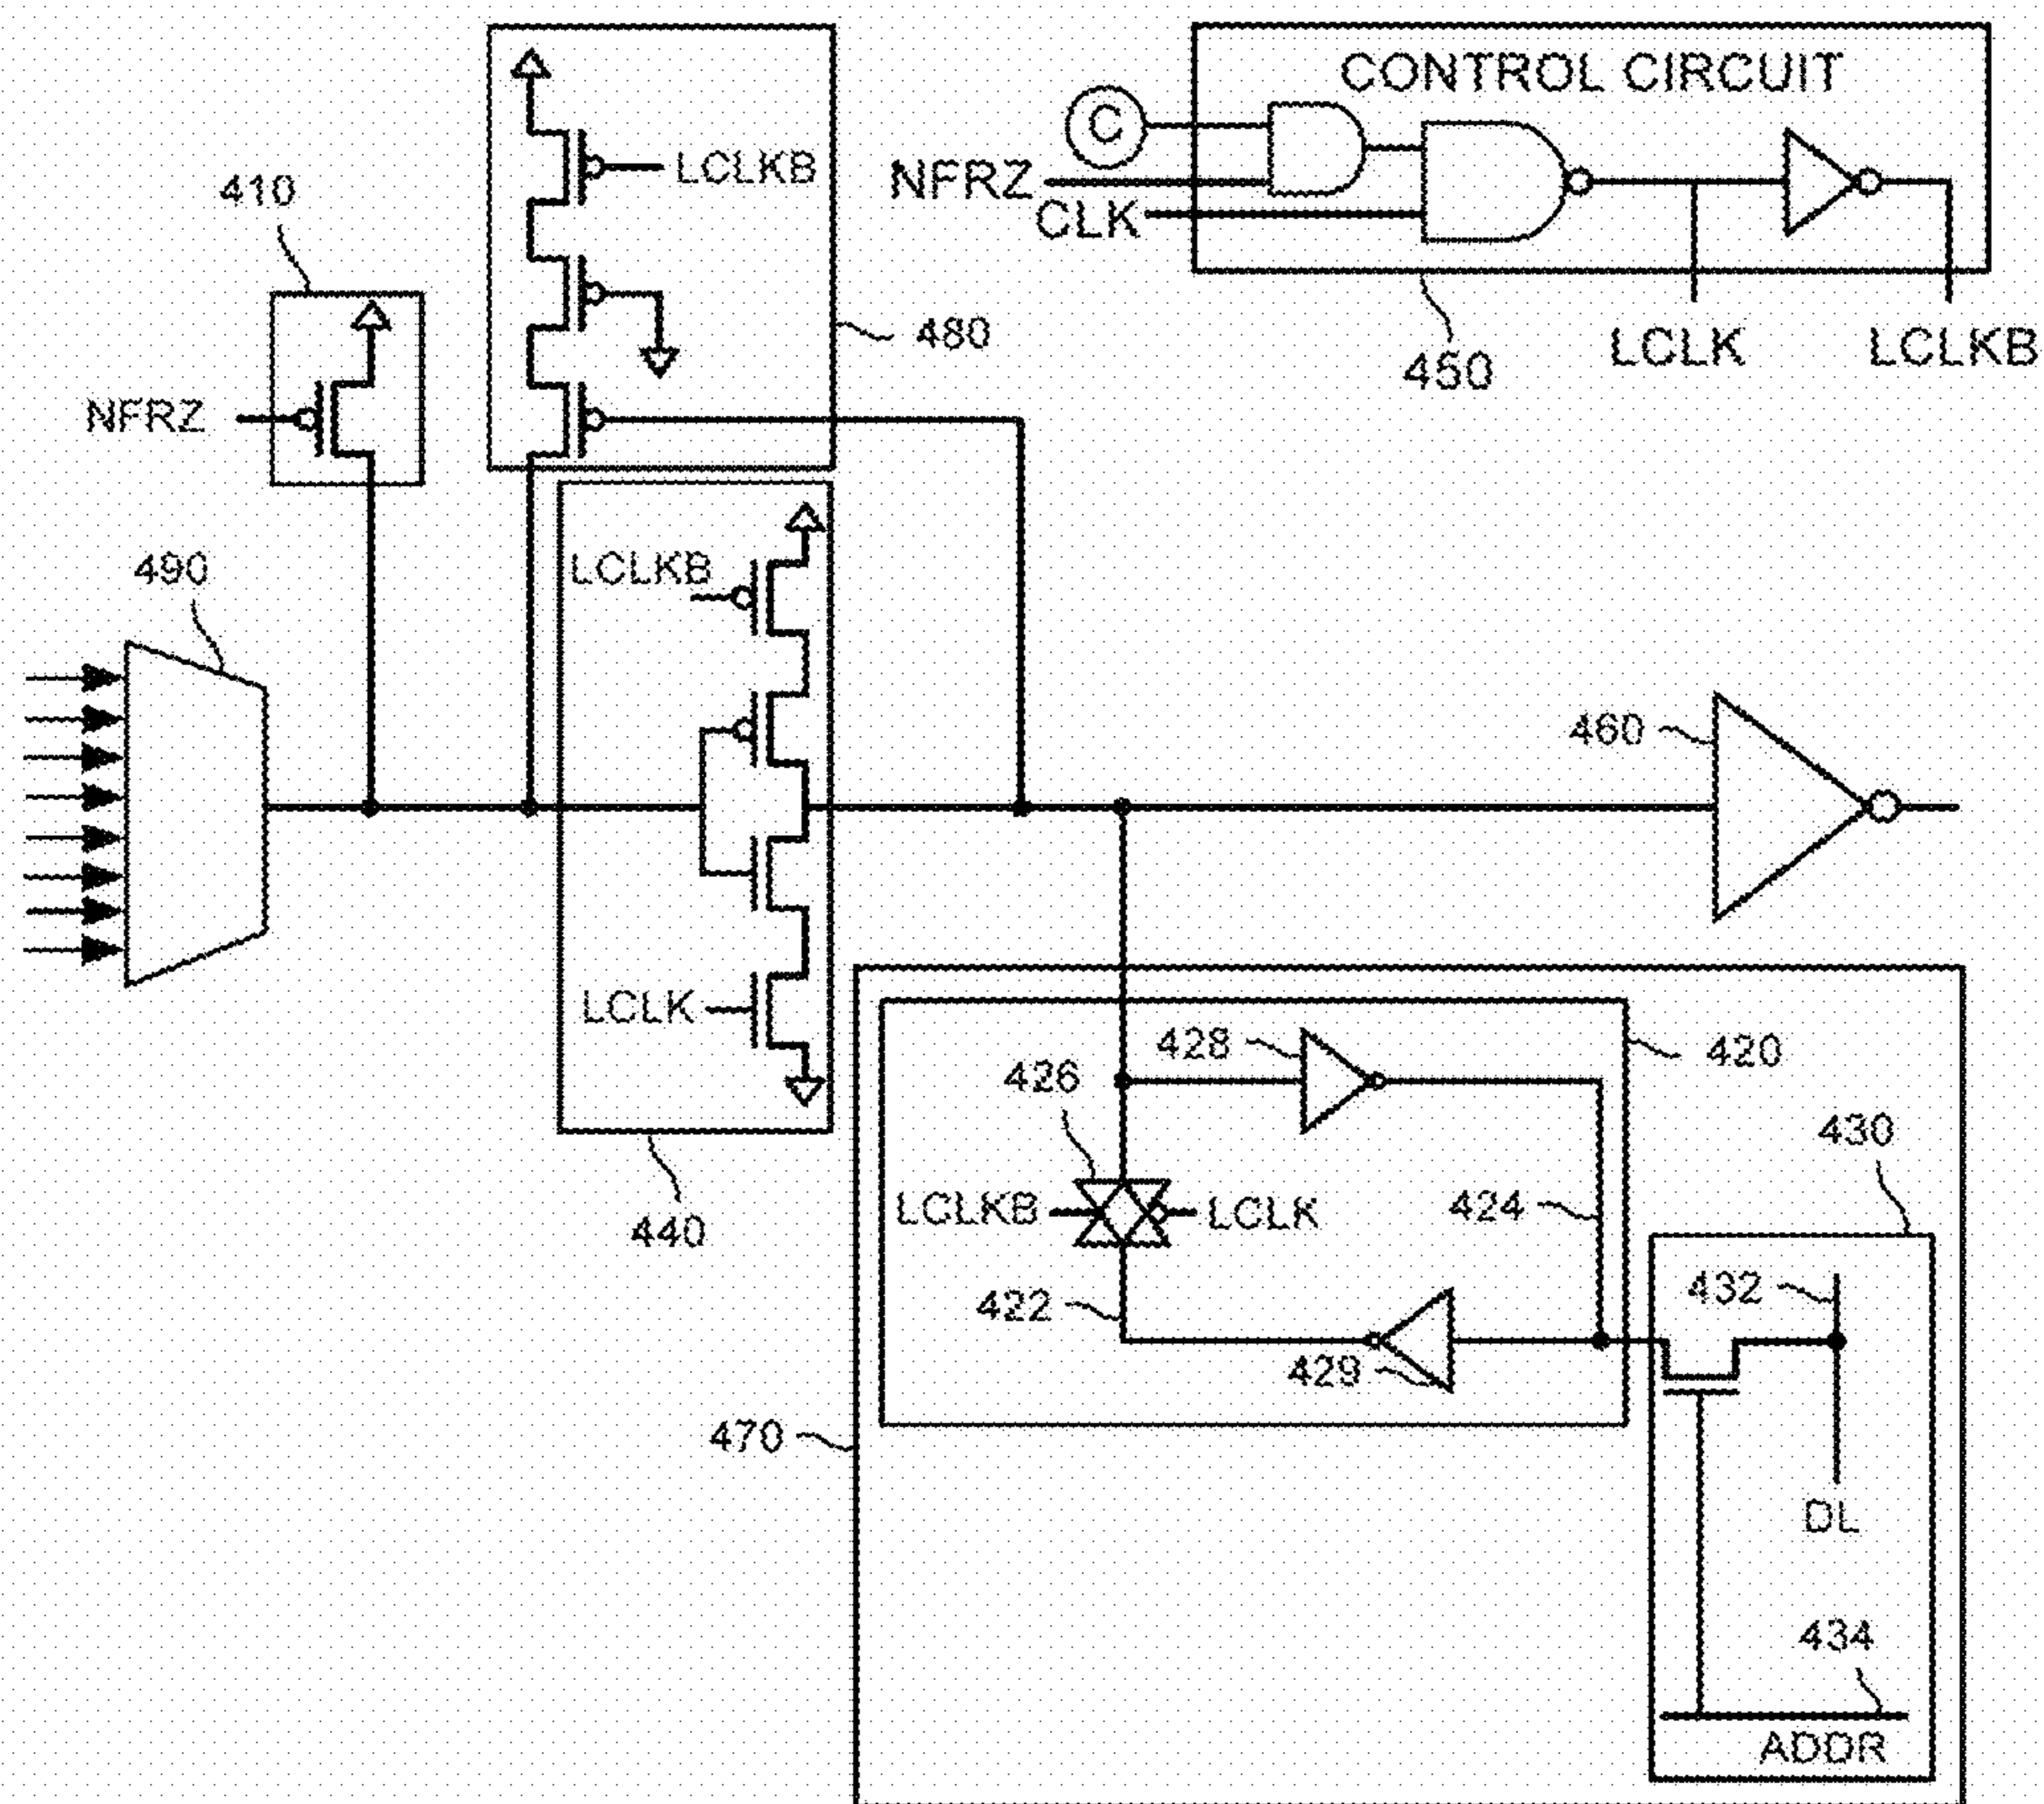 CONTROL CIRCUIT
C
LCLKB
NFRZ
410
CLK
480
LCLK
LCLKB
450
NFRZ
490
LCLKB
460
LCLK
428
420
426
430
LCLKB
LCLK
424
440
432
422
429
470
DL
434
ADDR